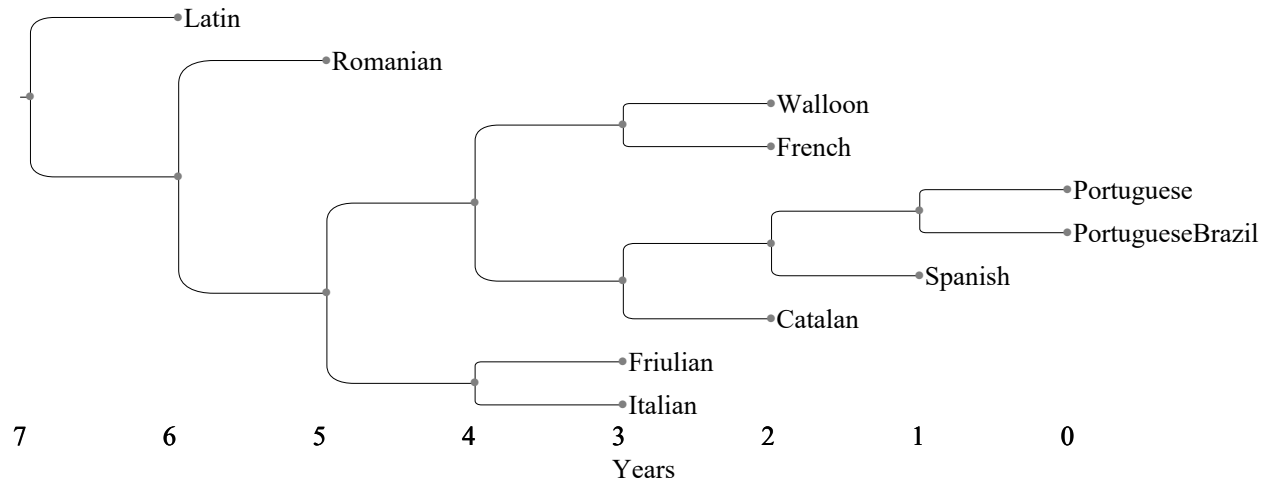 Latin
Romanian
Walloon
French
Portuguese
PortugueseBrazil
Spanish
Catalan
Friulian
Italian
7 6 5 4 3 2 1 0
Years